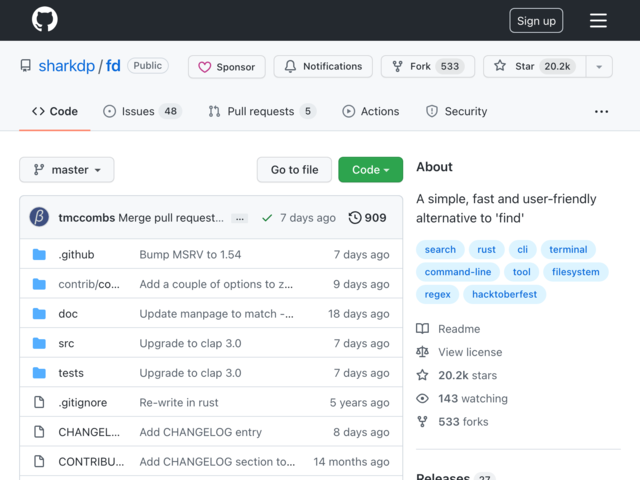 Sign up
sharkdp / fd Public
Sponsor Notifications Fork 533 Star 20.2k
Code Issues 48 Pull requests 5 Actions Security ...
master Go to file Code
tmccombs Merge pull request... ... 7 days ago 909
.github Bump MSRV to 1.54 7 days ago
contrib/co... Add a couple of options to z... 9 days ago
doc Update manpage to match -... 18 days ago
src Upgrade to clap 3.0 7 days ago
tests Upgrade to clap 3.0 7 days ago
.gitignore Re-write in rust 5 years ago
CHANGEL... Add CHANGELOG entry 8 days ago
CONTRIBU... Add CHANGELOG section to... 14 months ago
About
A simple, fast and user-friendly
alternative to 'find'
search rust cli terminal
command-line tool filesystem
regex hacktoberfest
Readme
View license
20.2k stars
143 watching
533 forks
Releases 27